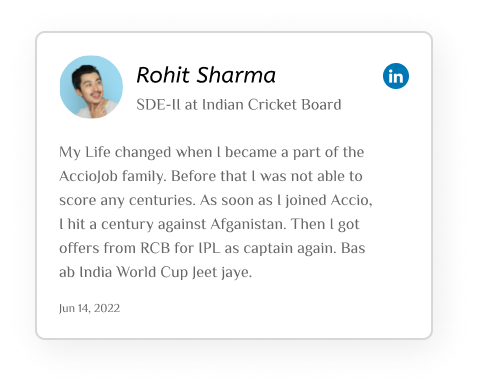 Rohit Sharma
in
SDE-II at Indian Cricket Board
My Life changed when I became a part of the
AccioJob family. Before that I was not able to
score any centuries. As soon as I joined Accio,
I hit a century against Afganistan. Then I got
offers from RCB for IPL as captain again. Bas
ab India World Cup Jeet jaye.
Jun 14, 2022